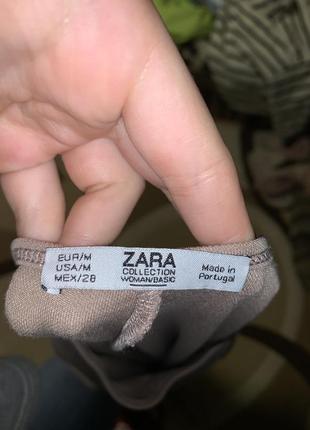 EUR/M
USA/M
MEX/28
ZARA
COLLECTION
WOMAN/BASIC
Made in
Portugal